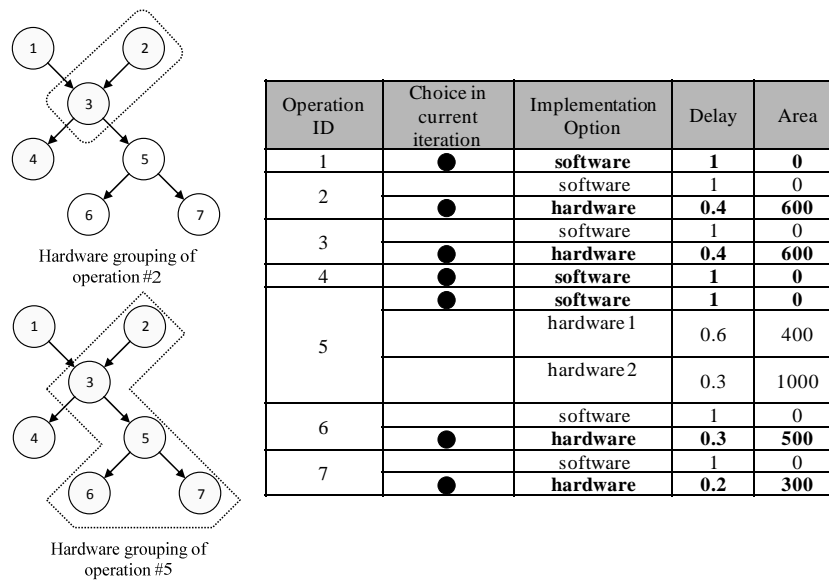 1
2
3
4
5
6
7
Hardware grouping of
operation #2
1
2
3
4
5
6
7
Hardware grouping of
operation #5
Operation ID | Choice in current iteration | Implementation Option | Delay | Area
1 | ● | software | 1 | 0
2 | software | 1 | 0
● | hardware | 0.4 | 600
3 | software | 1 | 0
● | hardware | 0.4 | 600
4 | ● | software | 1 | 0
5 | ● | software | 1 | 0
hardware1 | 0.6 | 400
hardware2 | 0.3 | 1000
6 | software | 1 | 0
● | hardware | 0.3 | 500
7 | software | 1 | 0
● | hardware | 0.2 | 300